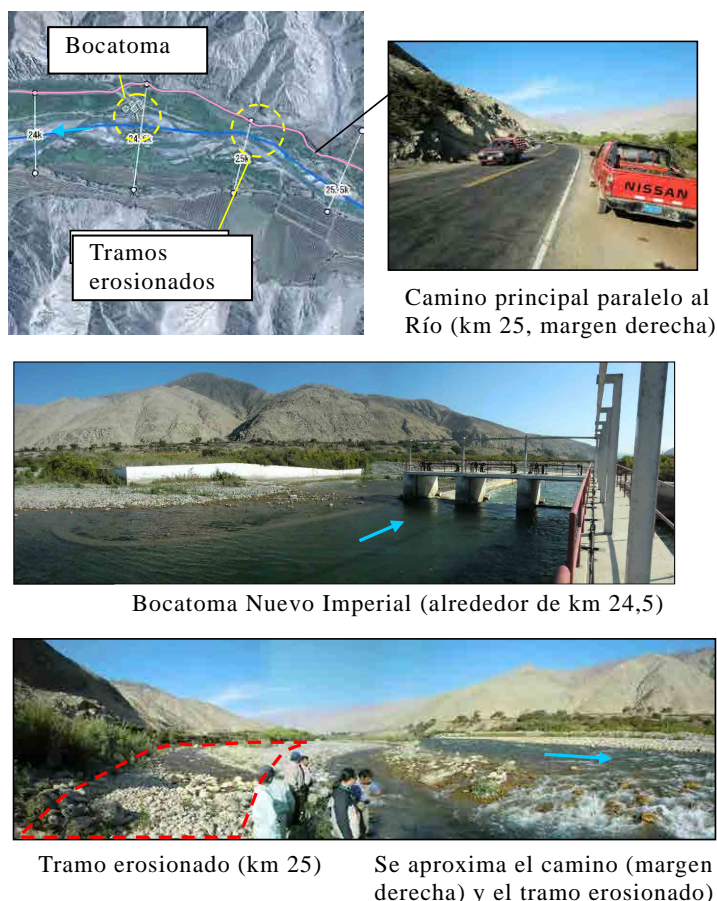 Bocatoma
24k
24,5k
25k
25,5k
Tramos
erosionados
NISSAN
Camino principal paralelo al
Río (km 25, margen derecha)
Bocatoma Nuevo Imperial (alrededor de km 24,5)
Tramo erosionado (km 25)
Se aproxima el camino (margen
derecha) y el tramo erosionado)